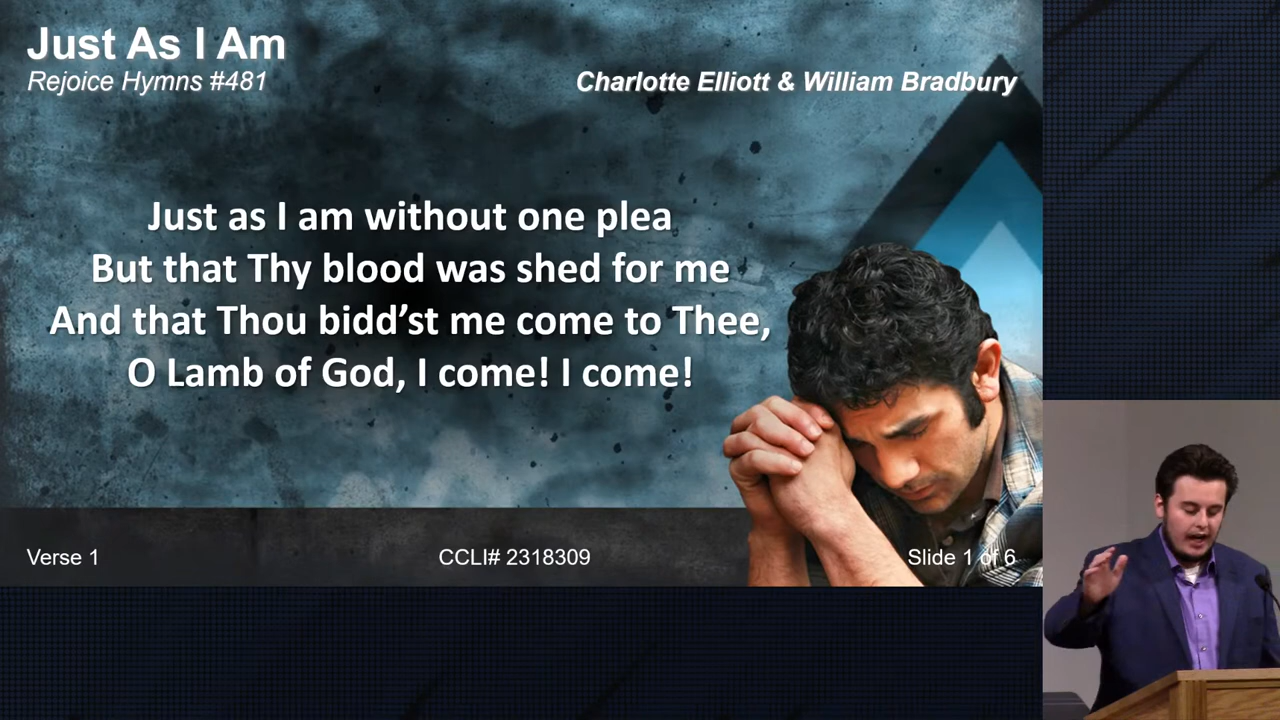 Just As I Am
Rejoice Hymns #481
Charlotte Elliott & William Bradbury
Just as I am without one plea
But that Thy blood was shed for me
And that Thou bidd’st me come to Thee,
O Lamb of God, I come! I come!
Verse 1
CCLI# 2318309
Slide 1 of 6